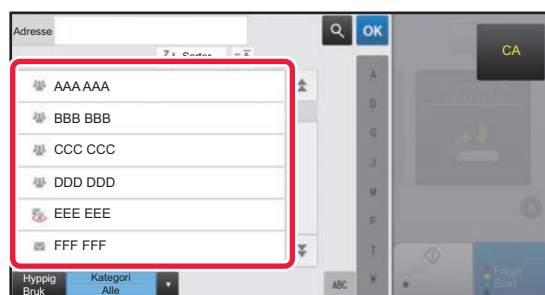 Adresse
OK
CA
Sorter
AAA AAA
BBB BBB
CCC CCC
DDD DDD
EEE EEE
FFF FFF
A
D
G
J
M
P
T
W
ABC
Hyppig
Bruk
Kategori
Alle
Farge
Start